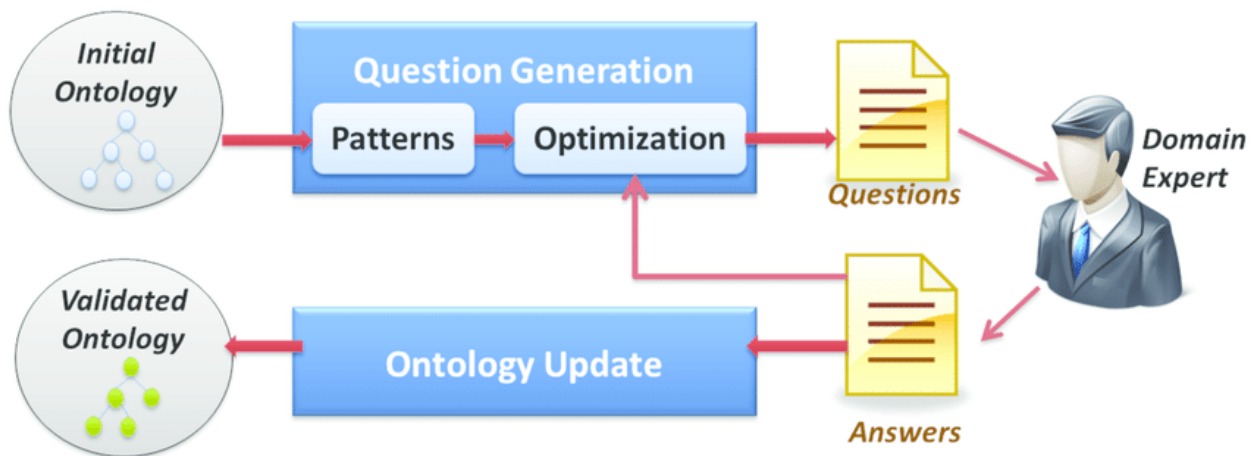 Initial
Ontology
Question Generation
Patterns
Optimization
Questions
Domain
Expert
Validated
Ontology
Ontology Update
Answers